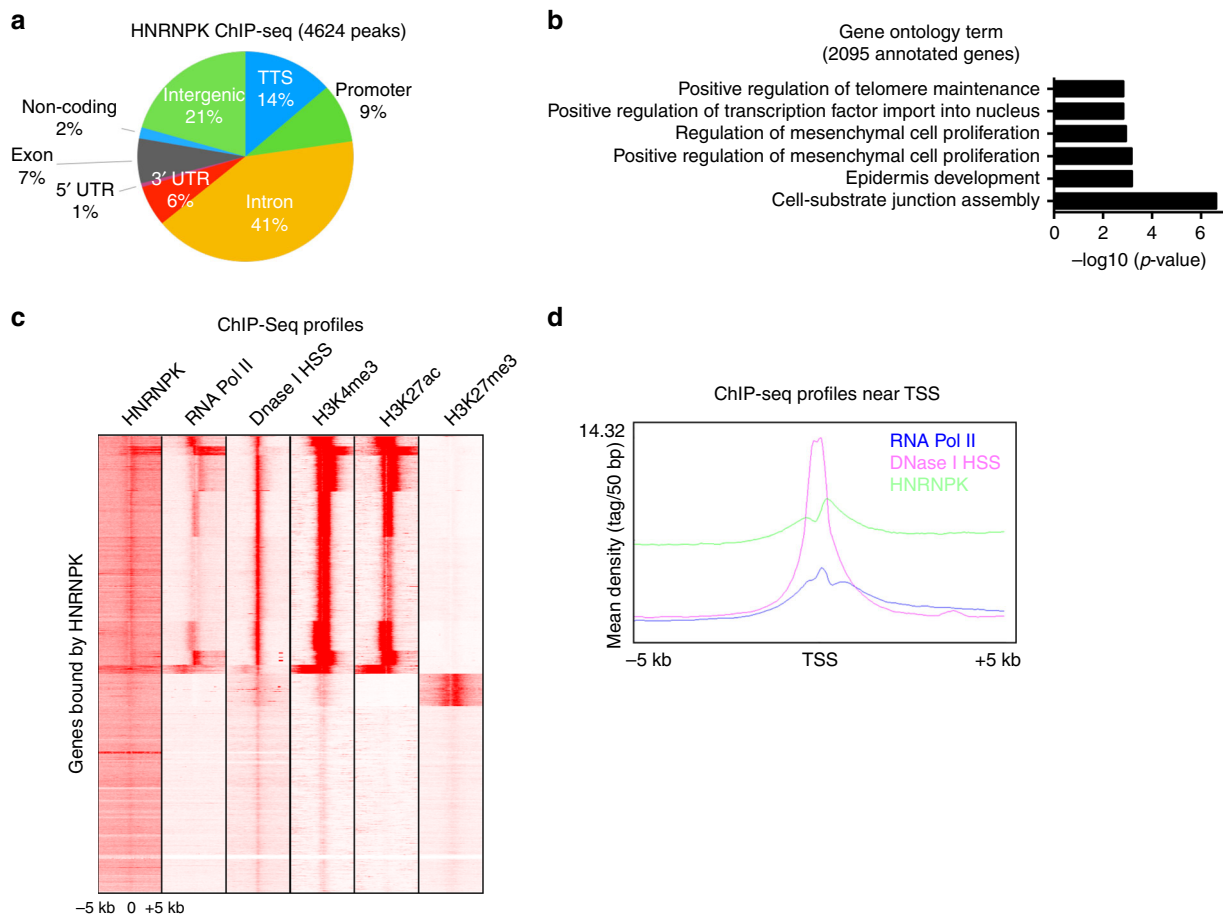 a
HNRNPK ChIP-seq (4624 peaks)
TTS
14%
Promoter
9%
Intergenic
21%
Non-coding
2%
Exon
7%
5′ UTR
1%
3′ UTR
6%
Intron
41%
b
Gene ontology term
(2095 annotated genes)
Positive regulation of telomere maintenance
Positive regulation of transcription factor import into nucleus
Regulation of mesenchymal cell proliferation
Positive regulation of mesenchymal cell proliferation
Epidermis development
Cell-substrate junction assembly
0 2 4 6
–log10 (p-value)
c
ChIP-Seq profiles
HNRNPK
RNA Pol II
Dnase I HSS
H3K4me3
H3K27ac
H3K27me3
Genes bound by HNRNPK
–5 kb 0 +5 kb
d
ChIP-seq profiles near TSS
14.32
Mean density (tag/50 bp)
RNA Pol II
DNase I HSS
HNRNPK
–5 kb TSS +5 kb